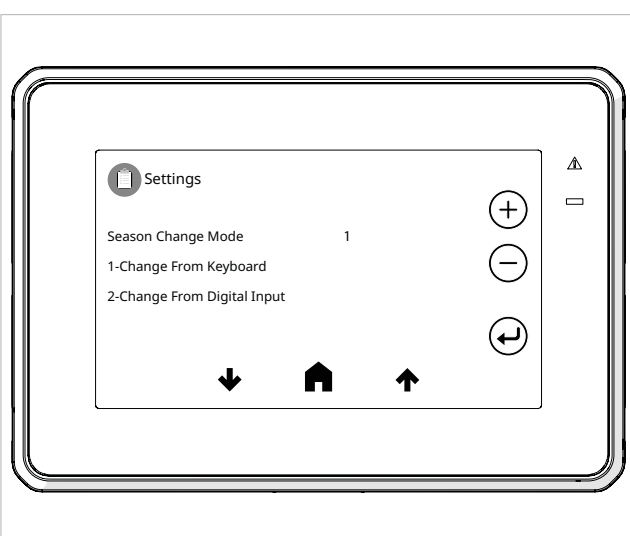 Settings
Season Change Mode 1
1-Change From Keyboard
2-Change From Digital Input